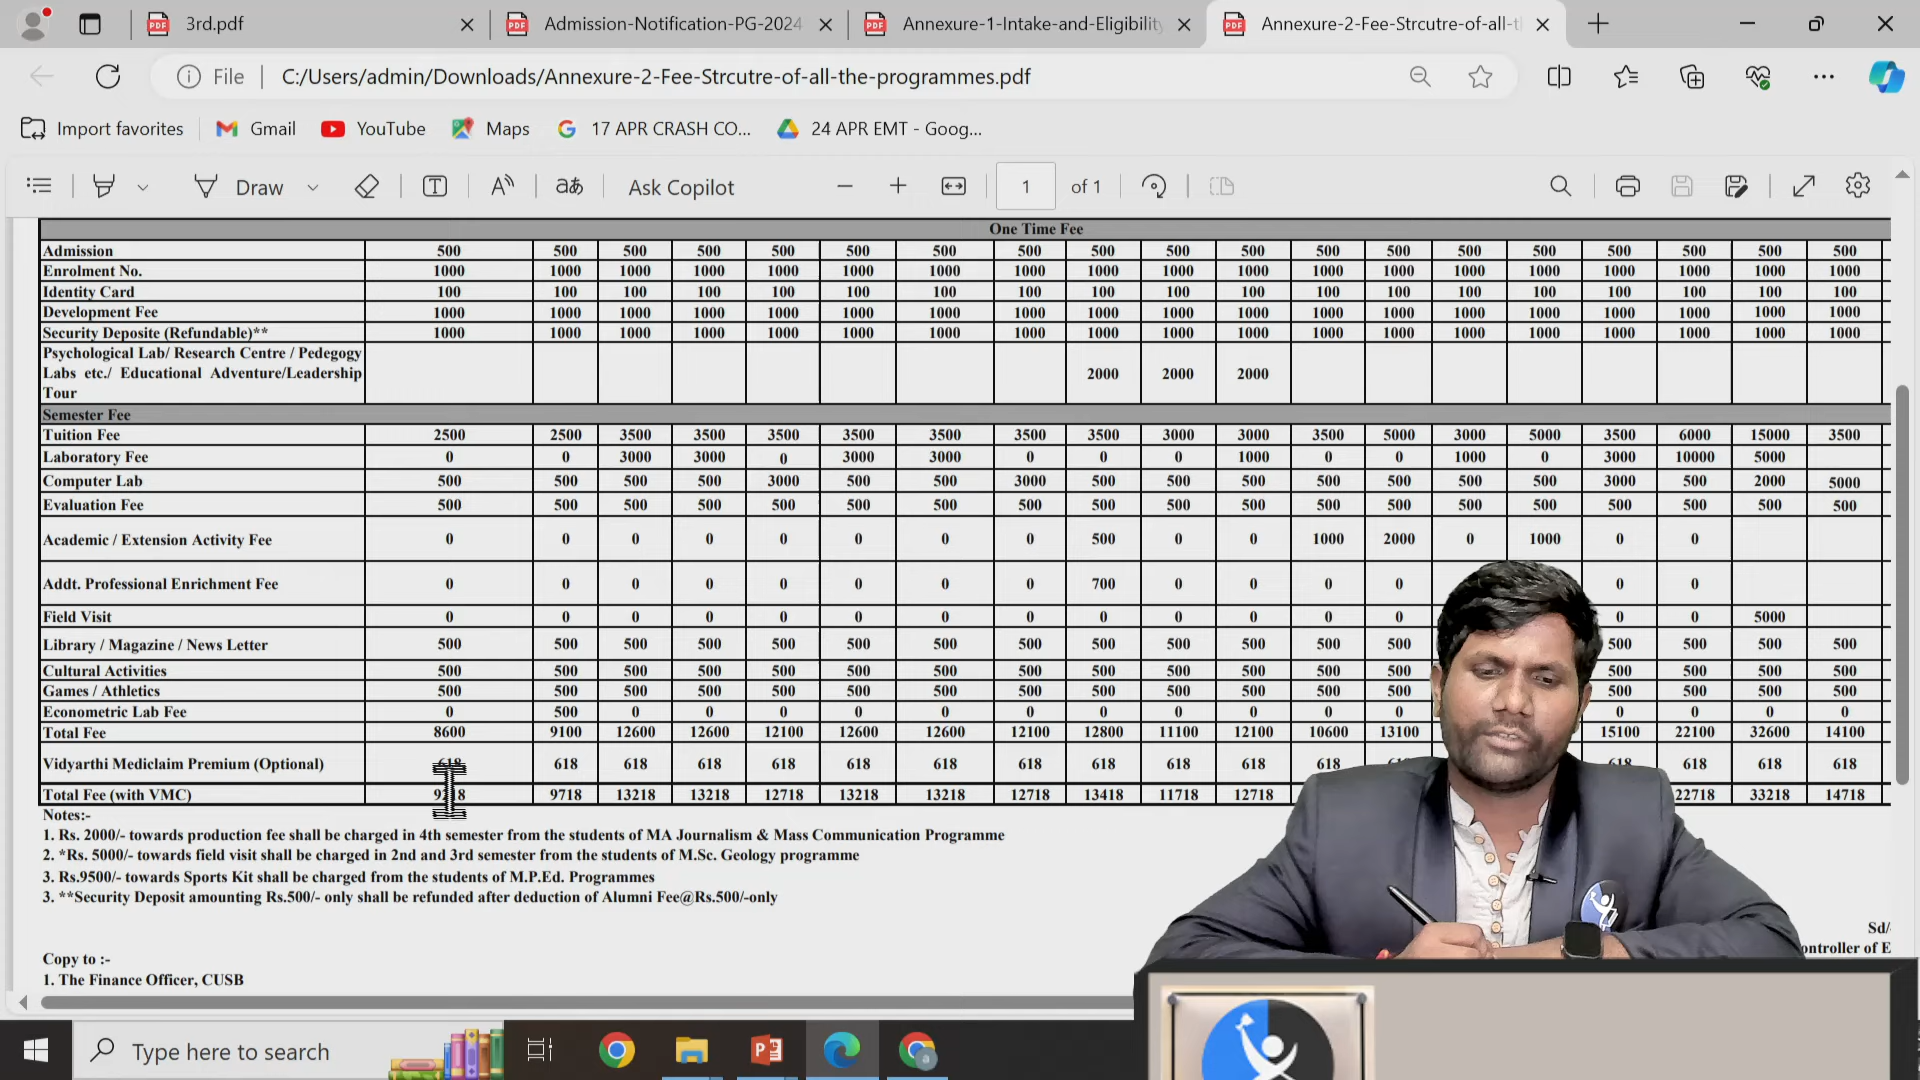 3rd.pdf
Admission-Notification-PG-2024
Annexure-1-Intake-and-Eligibility
Annexure-2-Fee-Strcutre-of-all-t
File C:/Users/admin/Downloads/Annexure-2-Fee-Strcutre-of-all-the-programmes.pdf
Import favorites Gmail YouTube Maps 17 APR CRASH CO... 24 APR EMT - Goog...
Draw Ask Copilot 1 of 1
One Time Fee
Admission 500 500 500 500 500 500 500 500 500 500 500 500 500 500 500 500 500 500 500
Enrolment No. 1000 1000 1000 1000 1000 1000 1000 1000 1000 1000 1000 1000 1000 1000 1000 1000 1000 1000 1000
Identity Card 100 100 100 100 100 100 100 100 100 100 100 100 100 100 100 100 100 100 100
Development Fee 1000 1000 1000 1000 1000 1000 1000 1000 1000 1000 1000 1000 1000 1000 1000 1000 1000 1000 1000
Security Deposite (Refundable)** 1000 1000 1000 1000 1000 1000 1000 1000 1000 1000 1000 1000 1000 1000 1000 1000 1000 1000 1000
Psychological Lab/ Research Centre / Pedegogy
Labs etc./ Educational Adventure/Leadership 2000 2000 2000
Tour
Semester Fee
Tuition Fee 2500 2500 3500 3500 3500 3500 3500 3500 3500 3000 3000 3500 5000 3000 5000 3500 6000 15000 3500
Laboratory Fee 0 0 3000 3000 0 3000 3000 0 0 0 1000 0 0 1000 0 3000 10000 5000
Computer Lab 500 500 500 500 3000 500 500 3000 500 500 500 500 500 500 500 3000 500 2000 5000
Evaluation Fee 500 500 500 500 500 500 500 500 500 500 500 500 500 500 500 500 500 500 500
Academic / Extension Activity Fee 0 0 0 0 0 0 0 0 500 0 0 1000 2000 0 1000 0 0
Addt. Professional Enrichment Fee 0 0 0 0 0 0 0 0 700 0 0 0 0 0 0
Field Visit 0 0 0 0 0 0 0 0 0 0 0 0 0 0 0 5000
Library / Magazine / News Letter 500 500 500 500 500 500 500 500 500 500 500 500 500 500 500 500 500
Cultural Activities 500 500 500 500 500 500 500 500 500 500 500 500 500 500 500 500 500
Games / Athletics 500 500 500 500 500 500 500 500 500 500 500 500 500 500 500 500 500
Econometric Lab Fee 0 500 0 0 0 0 0 0 0 0 0 0 0 0 0 0 0
Total Fee 8600 9100 12600 12600 12100 12600 12600 12100 12800 11100 12100 10600 13100 15100 22100 32600 14100
Vidyarthi Mediclaim Premium (Optional) 618 618 618 618 618 618 618 618 618 618 618 618 618 618 618 618
Total Fee (with VMC) 9718 13218 13218 12718 13218 13218 12718 13418 11718 12718 22718 33218 14718
Notes:-
1. Rs. 2000/- towards production fee shall be charged in 4th semester from the students of MA Journalism & Mass Communication Programme
2. *Rs. 5000/- towards field visit shall be charged in 2nd and 3rd semester from the students of M.Sc. Geology programme
3. Rs.9500/- towards Sports Kit shall be charged from the students of M.P.Ed. Programmes
3. **Security Deposit amounting Rs.500/- only shall be refunded after deduction of Alumni Fee@Rs.500/-only
Sd/-
ontroller of E
Copy to :-
1. The Finance Officer, CUSB
Type here to search